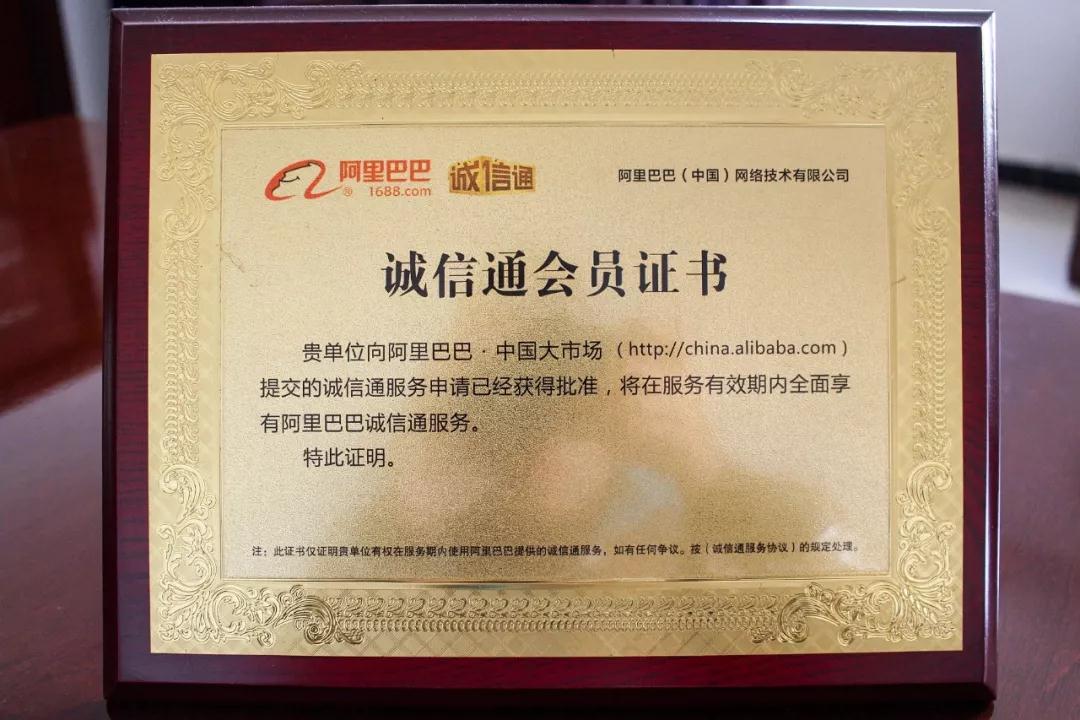 阿里巴巴
®
1688.com
诚信通
阿里巴巴（中国）网络技术有限公司
诚信通会员证书
贵单位向阿里巴巴·中国大市场（http://china.alibaba.com）
提交的诚信通服务申请已经获得批准，将在服务有效期内全面享
有阿里巴巴诚信通服务。
特此证明。
注：此证书仅证明贵单位有权在服务期内使用阿里巴巴提供的诚信通服务，如有任何争议。按（诚信通服务协议）的规定处理。